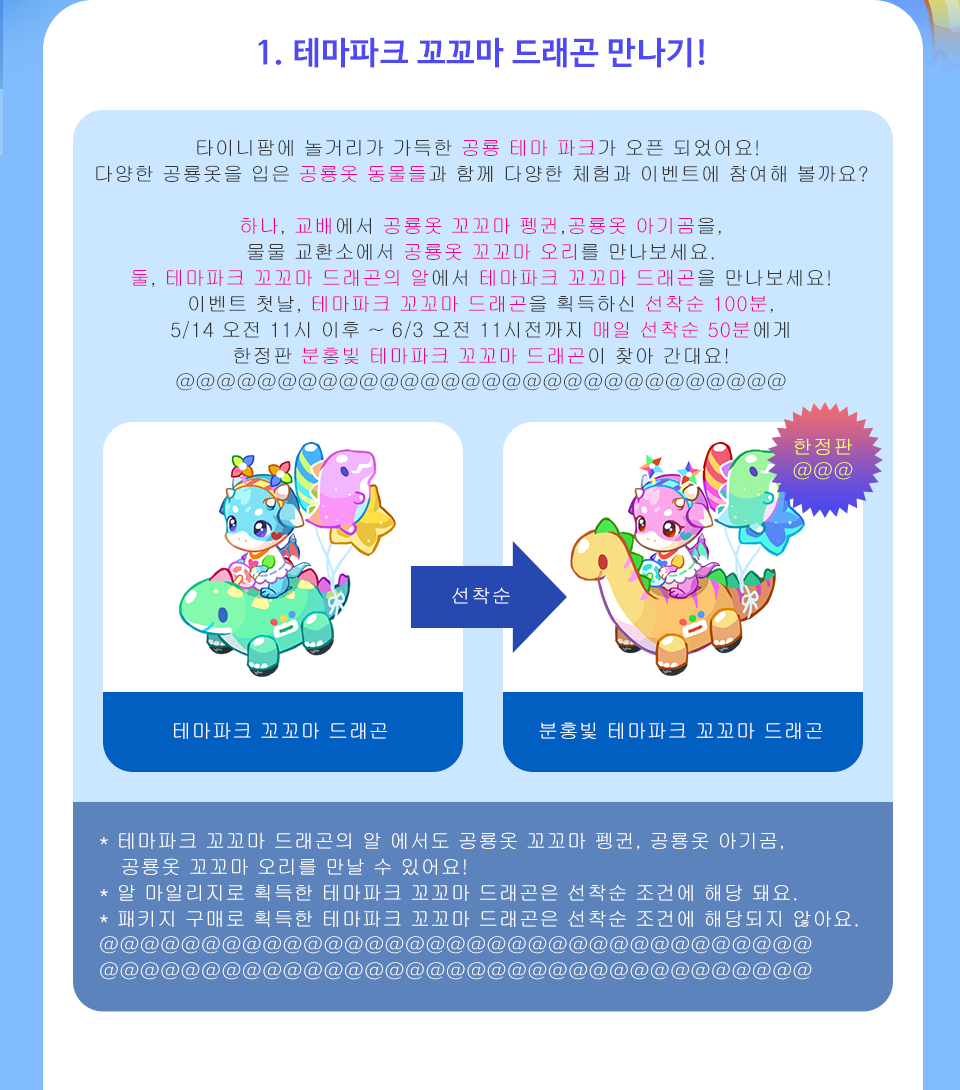 1. 테마파크 꼬꼬마 드래곤 만나기!
타이니팜에 놀거리가 가득한 공룡 테마 파크가 오픈 되었어요!
다양한 공룡옷을 입은 공룡옷 동물들과 함께 다양한 체험과 이벤트에 참여해 볼까요?
하나, 교배에서 공룡옷 꼬꼬마 펭귄,공룡옷 아기곰을,
물물 교환소에서 공룡옷 꼬꼬마 오리를 만나보세요.
둘, 테마파크 꼬꼬마 드래곤의 알에서 테마파크 꼬꼬마 드래곤을 만나보세요!
이벤트 첫날, 테마파크 꼬꼬마 드래곤을 획득하신 선착순 100분,
5/14 오전 11시 이후 ~ 6/3 오전 11시전까지 매일 선착순 50분에게
한정판 분홍빛 테마파크 꼬꼬마 드래곤이 찾아 간대요!
@@@@@@@@@@@@@@@@@@@@@@@@@@@@@@
한정판
@@@
선착순
테마파크 꼬꼬마 드래곤
분홍빛 테마파크 꼬꼬마 드래곤
* 테마파크 꼬꼬마 드래곤의 알 에서도 공룡옷 꼬꼬마 펭귄, 공룡옷 아기곰,
공룡옷 꼬꼬마 오리를 만날 수 있어요!
* 알 마일리지로 획득한 테마파크 꼬꼬마 드래곤은 선착순 조건에 해당 돼요.
* 패키지 구매로 획득한 테마파크 꼬꼬마 드래곤은 선착순 조건에 해당되지 않아요.
@@@@@@@@@@@@@@@@@@@@@@@@@@@@@@@@@@@
@@@@@@@@@@@@@@@@@@@@@@@@@@@@@@@@@@@